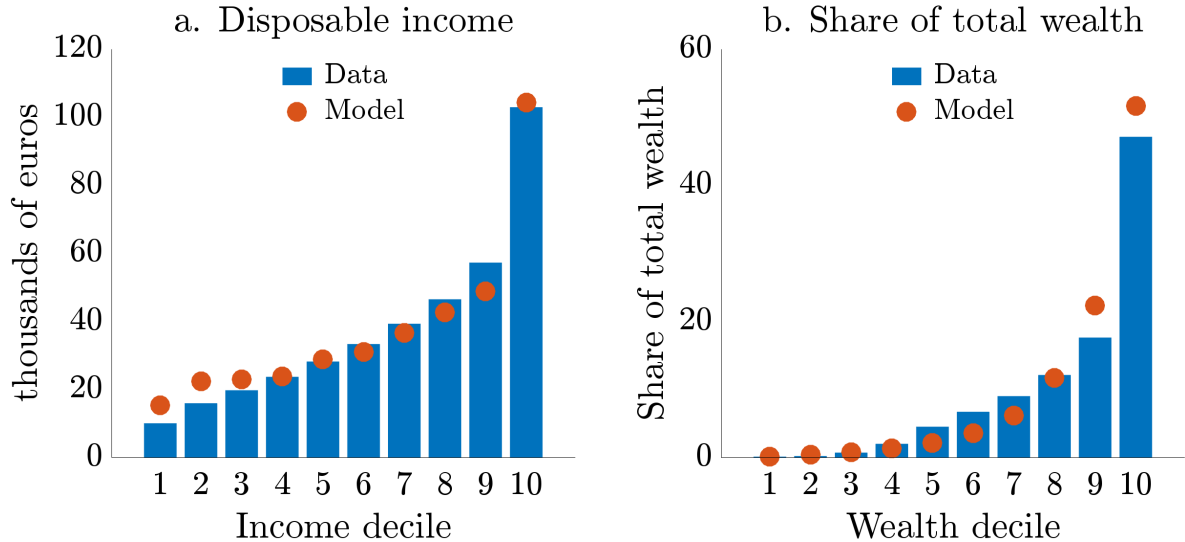 a. Disposable income
120
100
80
60
40
20
0
thousands of euros
Data
Model
1 2 3 4 5 6 7 8 9 10
Income decile
b. Share of total wealth
60
40
20
0
Share of total wealth
Data
Model
1 2 3 4 5 6 7 8 9 10
Wealth decile